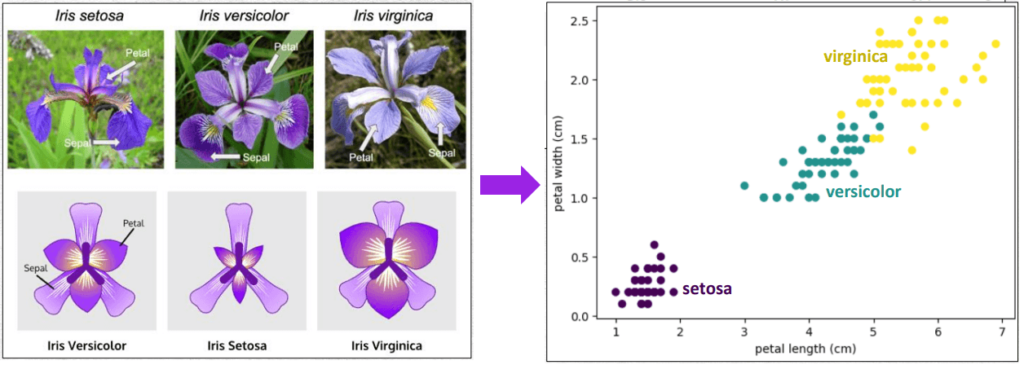 Iris setosa
Iris versicolor
Iris virginica
Petal
Sepal
Petal
Sepal
Petal
Sepal
Petal
Sepal
Iris Versicolor
Iris Setosa
Iris Virginica
2.5
2.0
1.5
1.0
0.5
0.0
petal width (cm)
virginica
versicolor
setosa
1 2 3 4 5 6 7
petal length (cm)